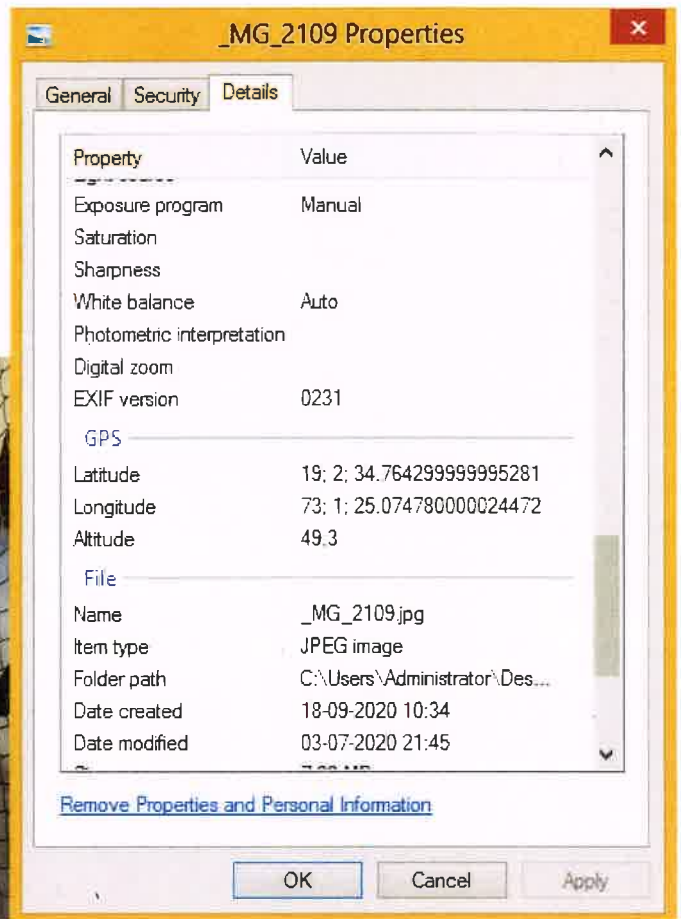 _MG_2109 Properties
General Security Details
Property Value
Exposure program Manual
Saturation
Sharpness
White balance Auto
Photometric interpretation
Digital zoom
EXIF version 0231
GPS
Latitude 19; 2; 34.764299999995281
Longitude 73; 1; 25.074780000024472
Altitude 49.3
File
Name _MG_2109.jpg
Item type JPEG image
Folder path C:\Users\Administrator\Des...
Date created 18-09-2020 10:34
Date modified 03-07-2020 21:45
Remove Properties and Personal Information
OK Cancel Apply